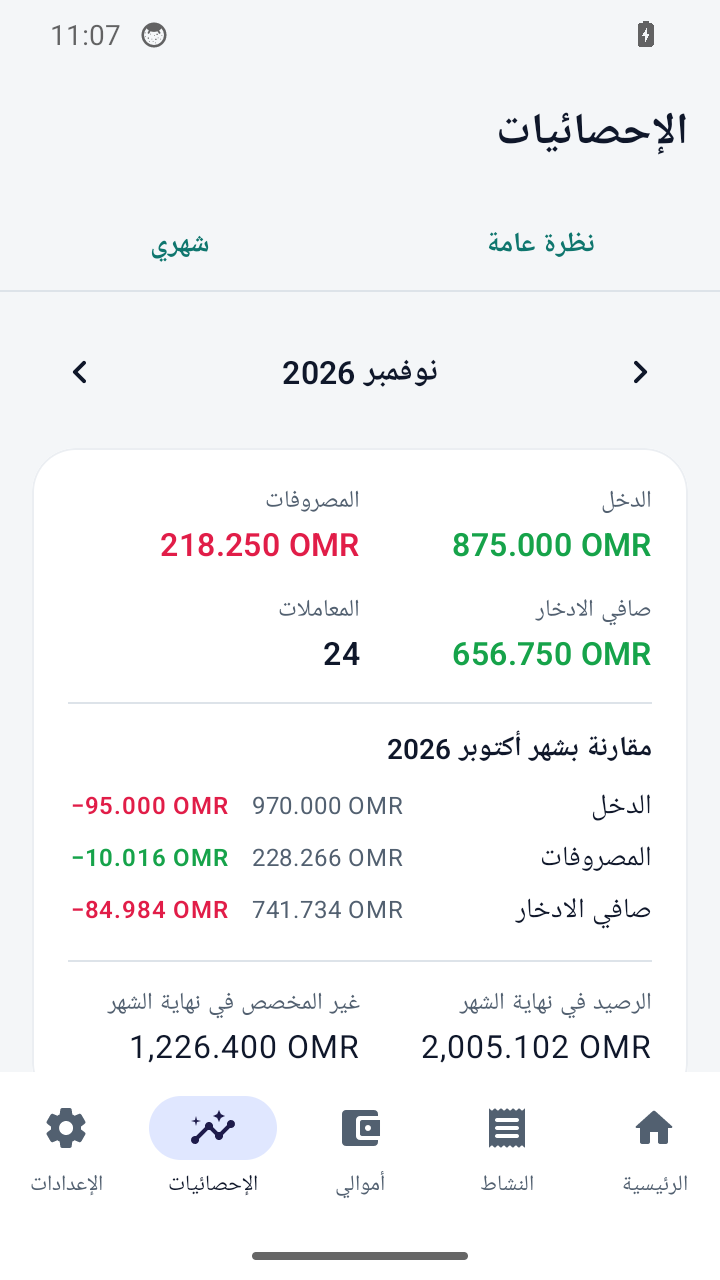 11:07
الإحصائيات
نظرة عامة
شهري
نوفمبر 2026
الدخل
المصروفات
875.000 OMR
218.250 OMR
صافي الادخار
المعاملات
656.750 OMR
24
مقارنة بشهر أكتوبر 2026
الدخل 970.000 OMR −95.000 OMR
المصروفات 228.266 OMR −10.016 OMR
صافي الادخار 741.734 OMR −84.984 OMR
الرصيد في نهاية الشهر
غير المخصص في نهاية الشهر
2,005.102 OMR
1,226.400 OMR
الرئيسية
النشاط
أموالي
الإحصائيات
الإعدادات